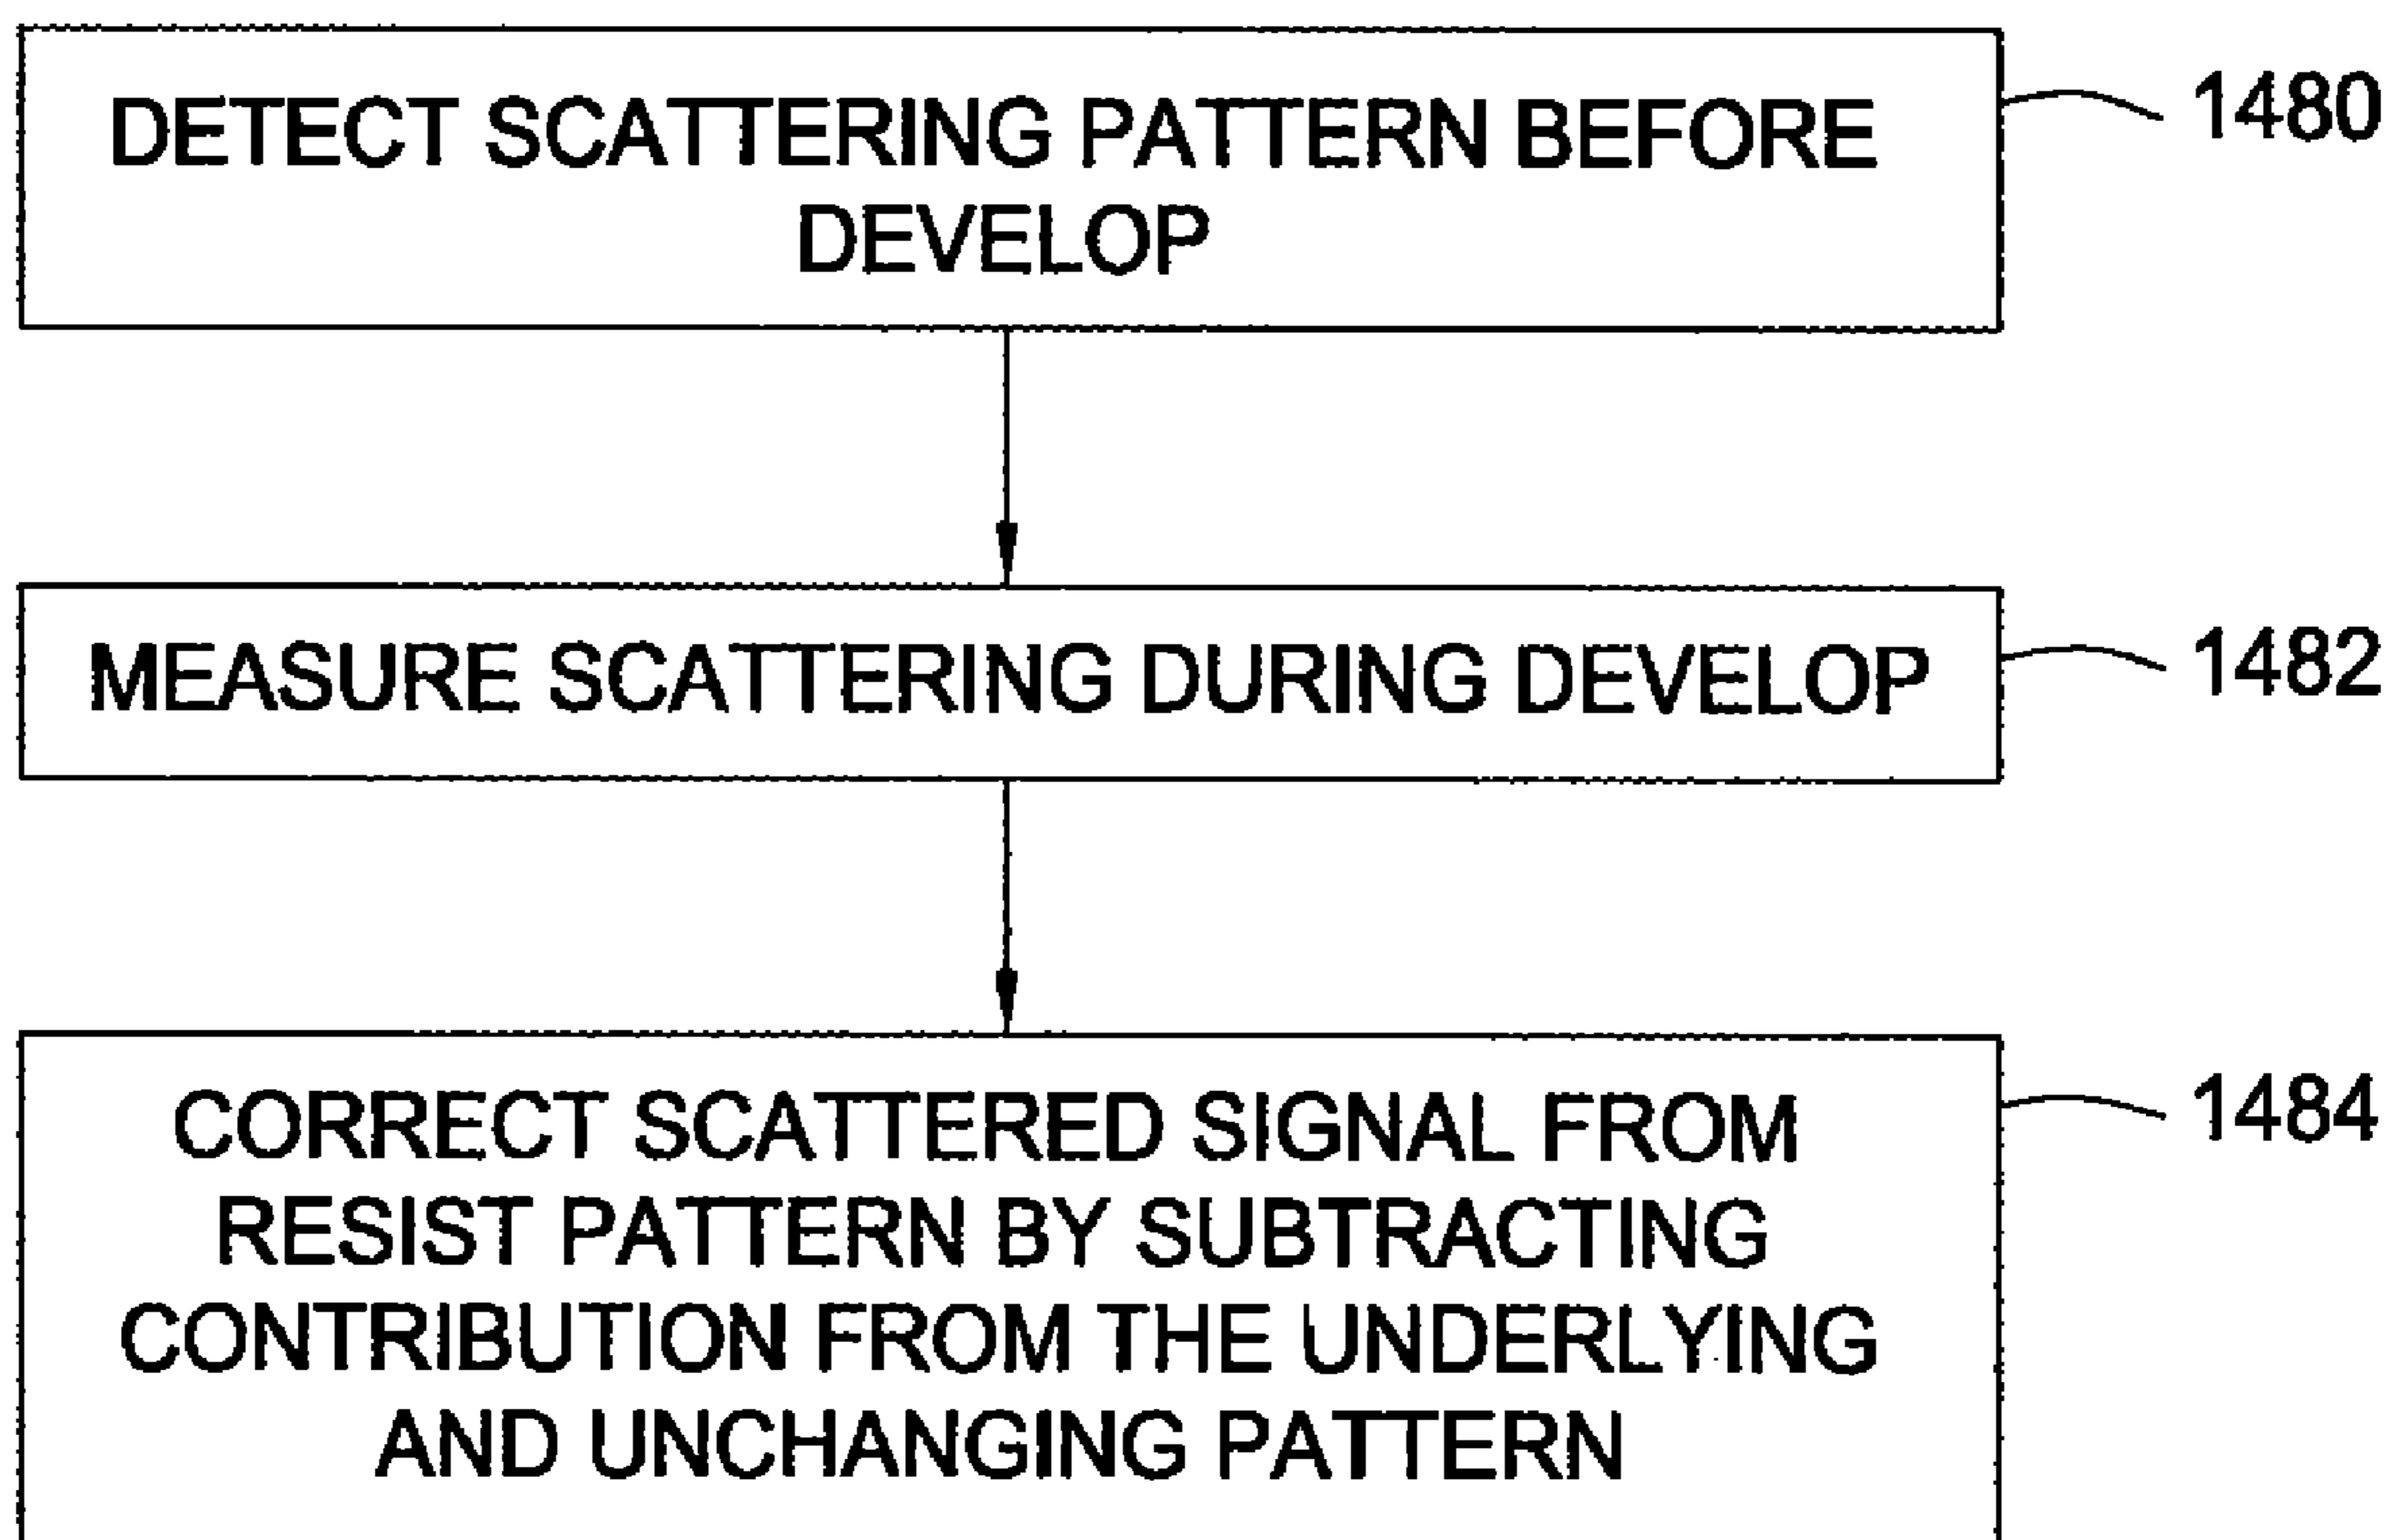 DETECT SCATTERING PATTERN BEFORE
DEVELOP
1480
MEASURE SCATTERING DURING DEVELOP
1482
CORRECT SCATTERED SIGNAL FROM
RESIST PATTERN BY SUBTRACTING
CONTRIBUTION FROM THE UNDERLYING
AND UNCHANGING PATTERN
1484